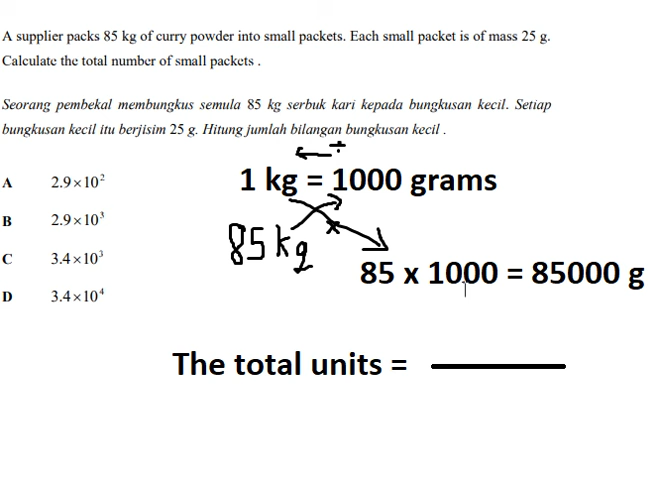 A supplier packs 85 kg of curry powder into small packets. Each small packet is of mass 25 g.
Calculate the total number of small packets .
Seorang pembekal membungkus semula 85 kg serbuk kari kepada bungkusan kecil. Setiap
bungkusan kecil itu berjisim 25 g. Hitung jumlah bilangan bungkusan kecil .
÷
A 2.9×10²
1 kg = 1000 grams
B 2.9×10³
×
85 kg
C 3.4×10³
85 x 1000 = 85000 g
D 3.4×10⁴
The total units =